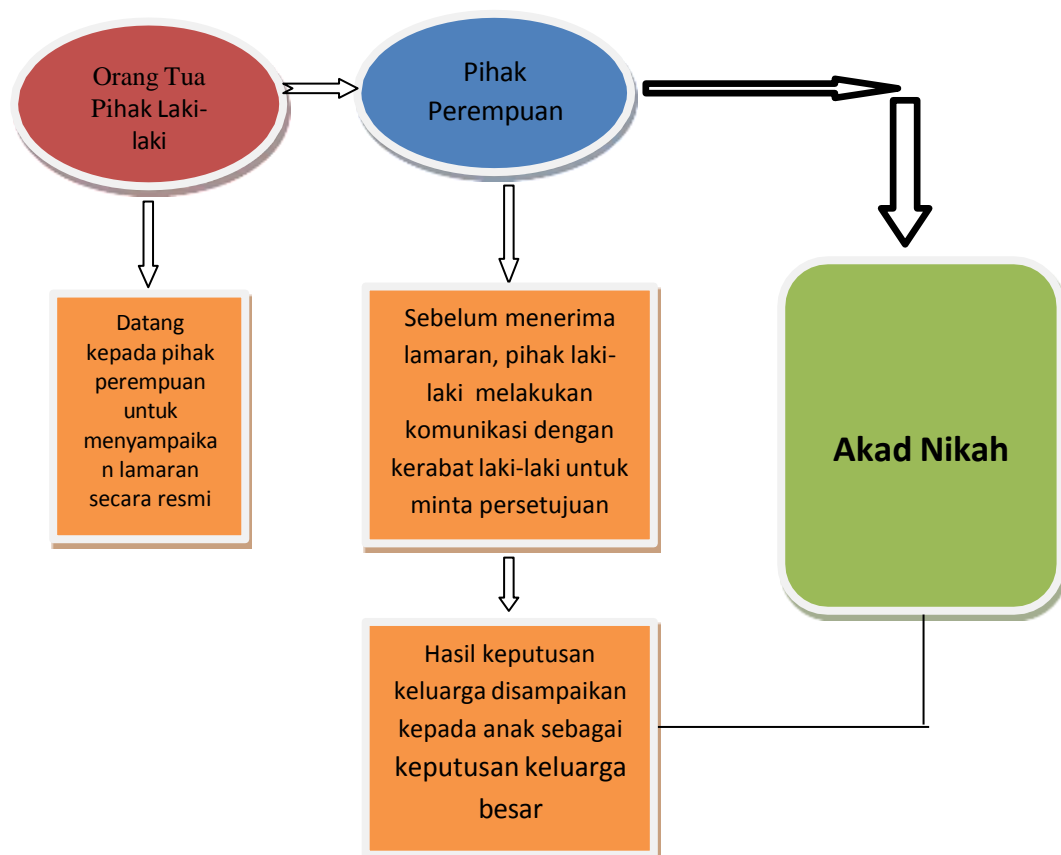 Orang Tua
Pihak Laki-
laki
Pihak
Perempuan
Datang
kepada pihak
perempuan
untuk
menyampaika
n lamaran
secara resmi
Sebelum menerima
lamaran, pihak laki-
laki melakukan
komunikasi dengan
kerabat laki-laki untuk
minta persetujuan
Akad Nikah
Hasil keputusan
keluarga disampaikan
kepada anak sebagai
keputusan keluarga
besar